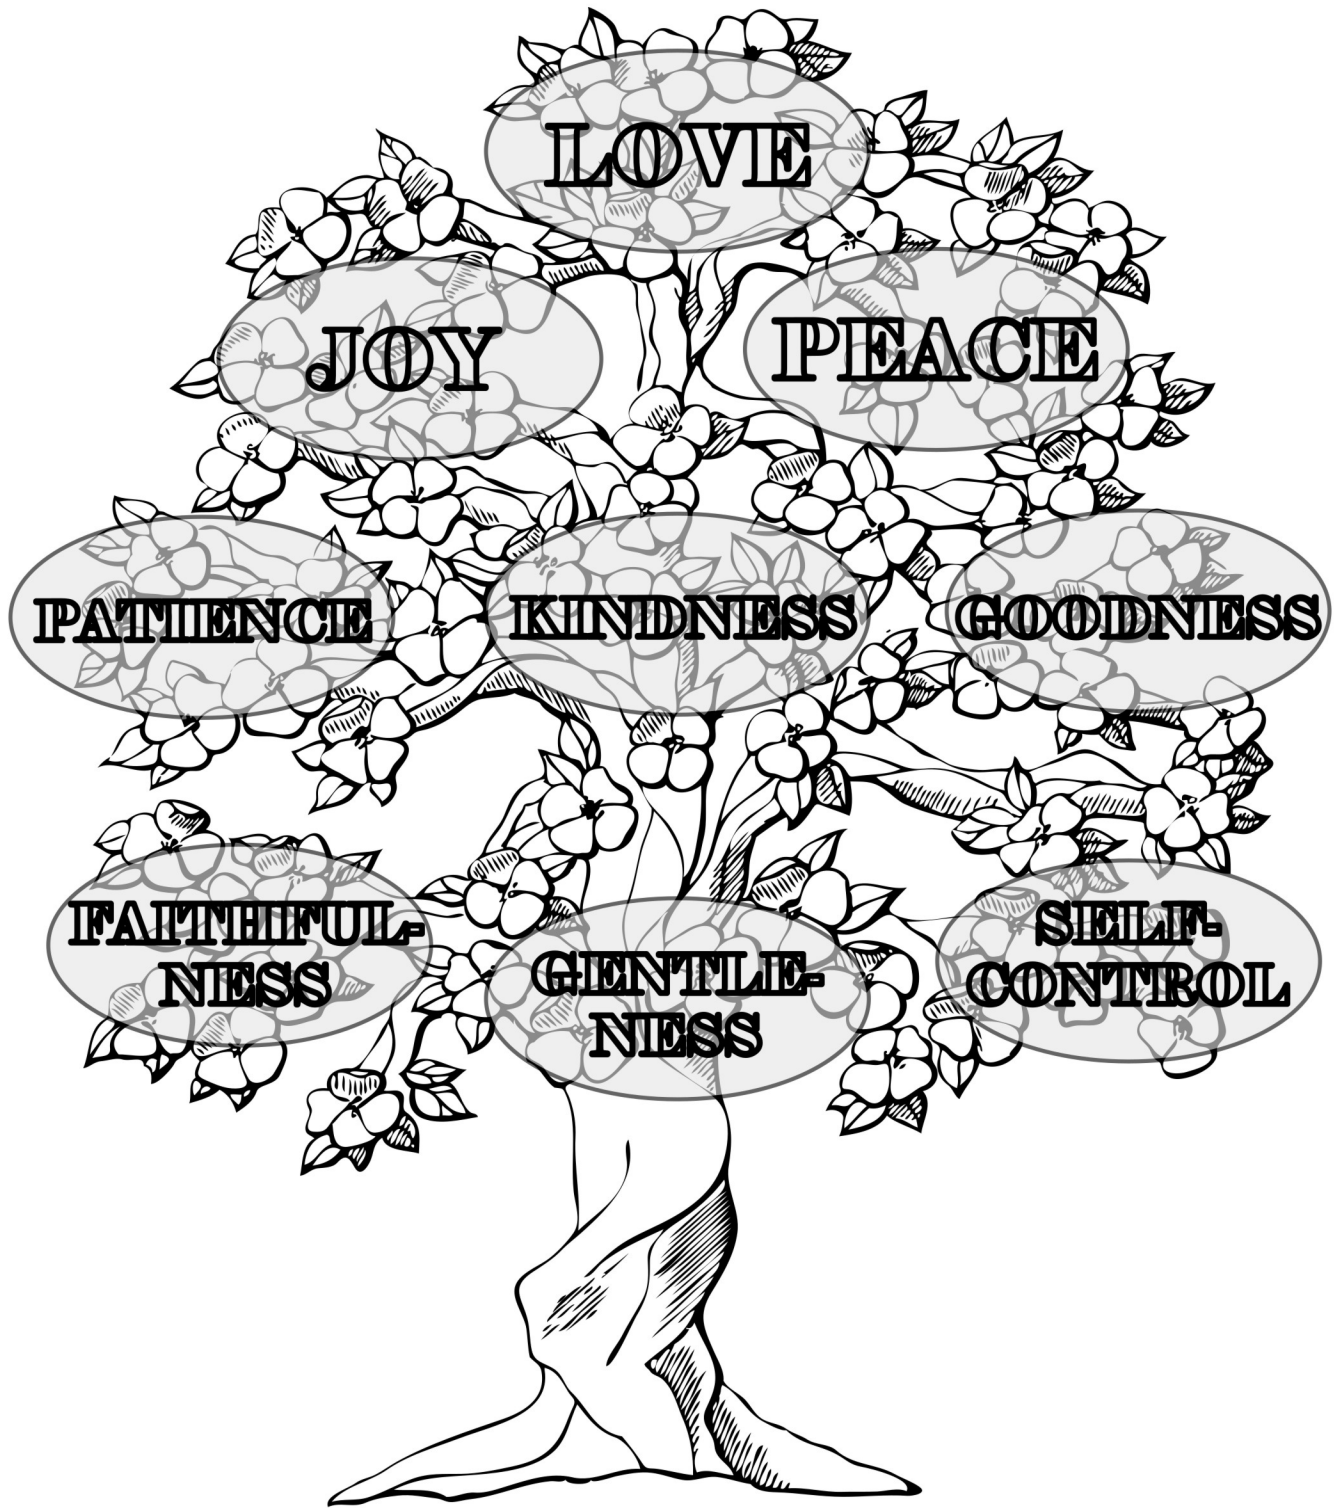 LOVE
JOY
PEACE
PATIENCE
KINDNESS
GOODNESS
FAITHFUL-
NESS
GENTLE-
NESS
SELF-
CONTROL